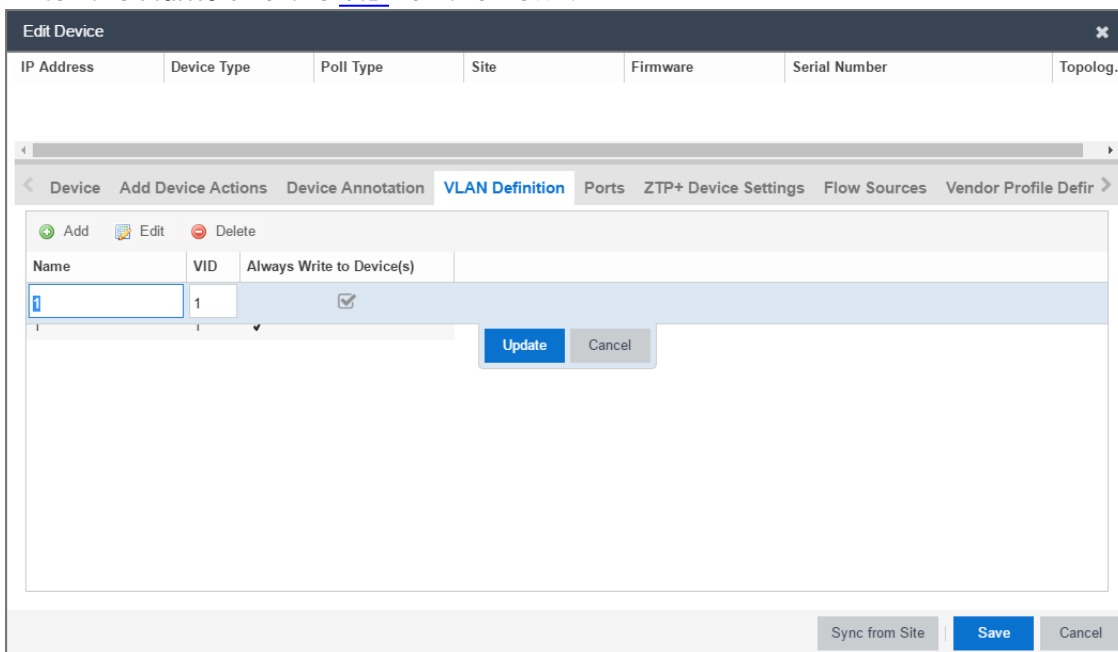 Edit Device
IP Address Device Type Poll Type Site Firmware Serial Number Topolog.
Device Add Device Actions Device Annotation VLAN Definition Ports ZTP+ Device Settings Flow Sources Vendor Profile Defir
Add Edit Delete
Name VID Always Write to Device(s)
1 1
1 1
Update Cancel
Sync from Site Save Cancel